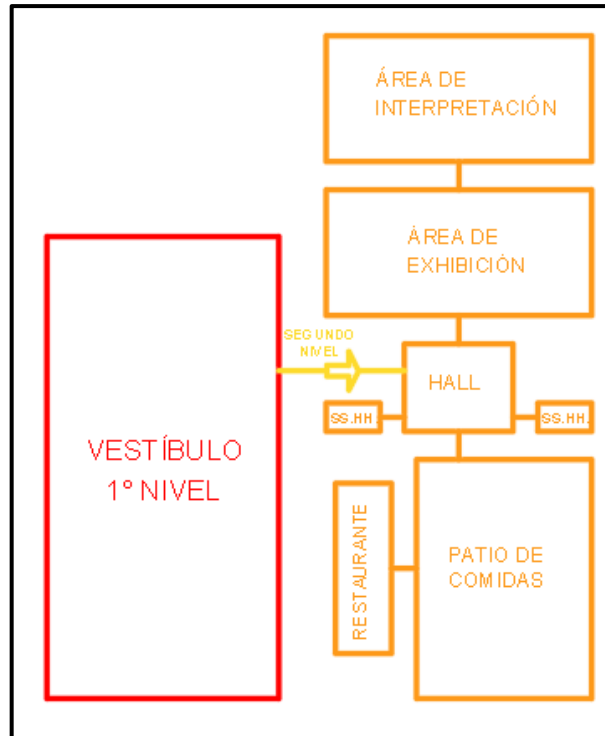 ÁREA DE
INTERPRETACIÓN
ÁREA DE
EXHIBICIÓN
SEGUNDO
NIVEL
HALL
SS.HH.
SS.HH.
VESTÍBULO
1º NIVEL
RESTAURANTE
PATIO DE
COMIDAS